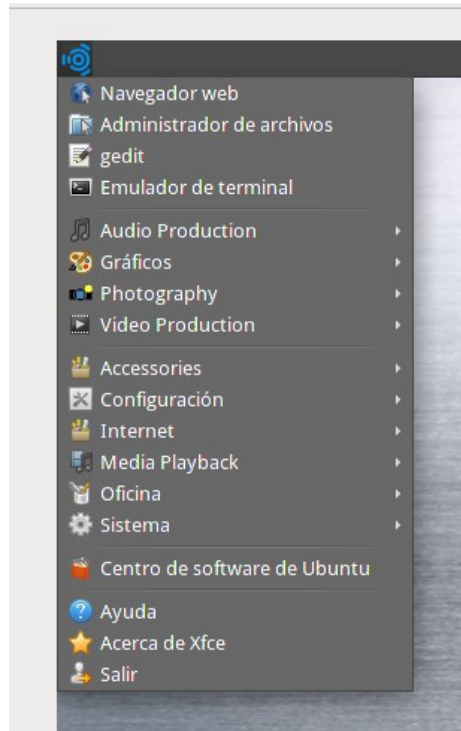 Navegador web
Administrador de archivos
gedit
Emulador de terminal
Audio Production
Gráficos
Photography
Video Production
Accessories
Configuración
Internet
Media Playback
Oficina
Sistema
Centro de software de Ubuntu
Ayuda
Acerca de Xfce
Salir